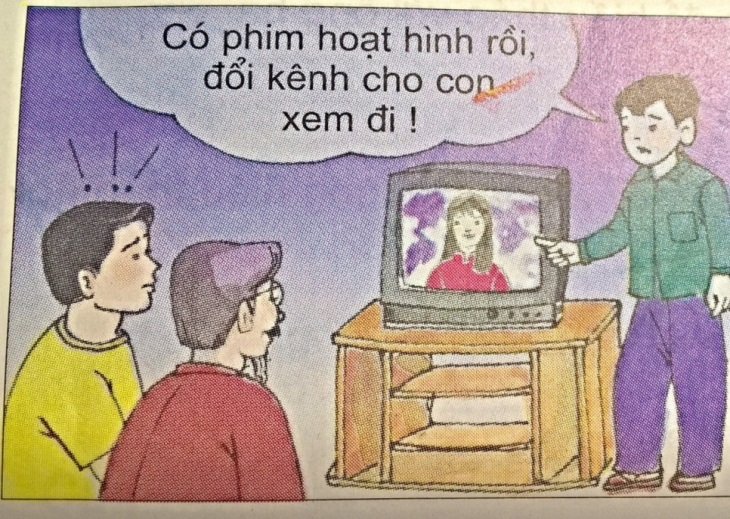 Có phim hoạt hình rồi,
đổi kênh cho con
xem đi !